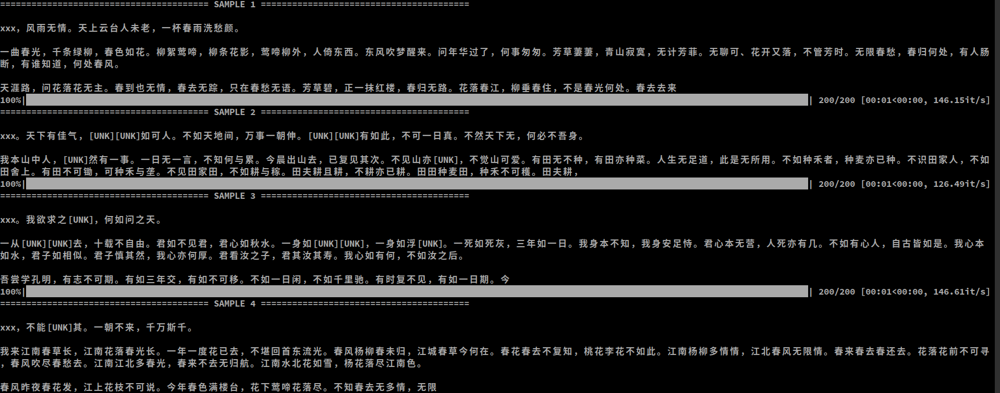 ======================================== SAMPLE 1 ========================================
xxx，风雨无情。天上云台人未老，一杯春雨洗愁颜。
一曲春光，千条绿柳，春色如花。柳絮莺啼，柳条花影，莺啼柳外，人倚东西。东风吹梦醒来。问年华过了，何事匆匆。芳草萋萋，青山寂寞，无计芳菲。无聊可、花开又落，不管芳时。无限春愁，春归何处，有人肠
断，有谁知道，何处春风。
天涯路，问花落花无主。春到也无情，春去无踪，只在春愁无语。芳草碧，正一抹红楼，春归无路。花落春江，柳垂春住，不是春光何处。春去去来
100%| | 200/200 [00:01<00:00, 146.15it/s]
======================================== SAMPLE 2 ========================================
xxx。天下有佳气，[UNK][UNK]如可人。不如天地间，万事一朝伸。[UNK][UNK]有如此，不可一日真。不然天下无，何必不吾身。
我本山中人，[UNK]然有一事。一日无一言，不知何与累。今晨出山去，已复见其次。不见山亦[UNK]，不觉山可爱。有田无不种，有田亦种菜。人生无足道，此是无所用。不如种禾者，种麦亦已种。不识田家人，不如
田舍上。有田不可锄，可种禾与垄。不见田家田，不如耕与稼。田夫耕且耕，不耕亦已耕。田田种麦田，种禾不可穫。田夫耕，
100%| | 200/200 [00:01<00:00, 126.49it/s]
======================================== SAMPLE 3 ========================================
xxx。我欲求之[UNK]，何如问之天。
一从[UNK][UNK]去，十载不自由。君如不见君，君心如秋水。一身如[UNK][UNK]，一身如浮[UNK]。一死如死灰，三年如一日。我身本不知，我身安足恃。君心本无营，人死亦有几。不如有心人，自古皆如是。我心本
如水，君子如相似。君子慎其然，我心亦何厚。君看汝之子，君其汝其寿。我心如有何，不如汝之后。
吾尝学孔明，有志不可期。有如三年交，有如不可移。不如一日闲，不如千里驰。有时复不见，有如一日期。今
100%| | 200/200 [00:01<00:00, 146.61it/s]
======================================== SAMPLE 4 ========================================
xxx，不能[UNK]其。一朝不来，千万斯千。
我来江南春草长，江南花落春光长。一年一度花已去，不堪回首东流光。春风杨柳春未归，江城春草今何在。春花春去不复知，桃花李花不如此。江南杨柳多情情，江北春风无限情。春来春去春还去。花落花前不可寻
，春风吹尽春愁去。江南江北多春光，春来不去无归航。江南水北花如雪，杨花落尽江南色。
春风昨夜春花发，江上花枝不可说。今年春色满楼台，花下莺啼花落尽。不知春去无多情，无限